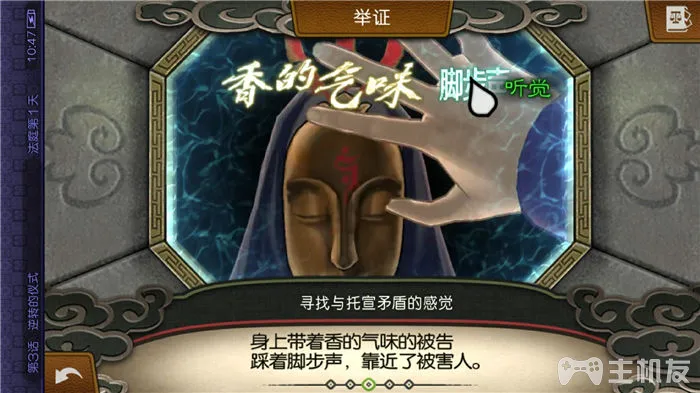 举证
10:47
法庭第1天
第3话 逆转的仪式
香的气味
脚步声 听觉
寻找与托宣矛盾的感觉
身上带着香的气味的被告
踩着脚步声，靠近了被害人。
主机友